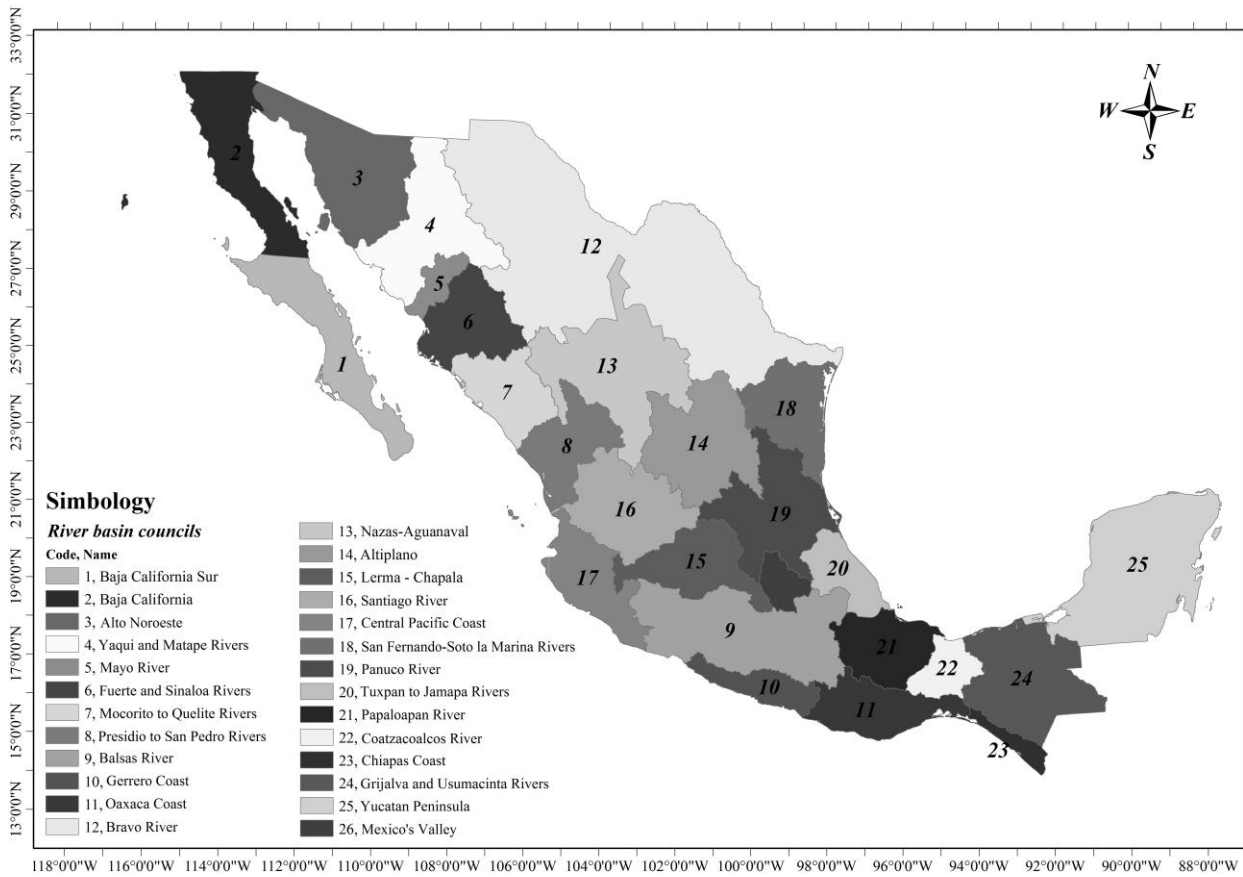 33°0'0"N
31°0'0"N
29°0'0"N
27°0'0"N
25°0'0"N
23°0'0"N
21°0'0"N
19°0'0"N
17°0'0"N
15°0'0"N
13°0'0"N
N
W E
S
2
3
4
12
5
6
1
13
7
18
14
8
16
19
15
20
17
25
9
21
22
24
10
11
23
Simbology
River basin councils
Code, Name
1, Baja California Sur
2, Baja California
3, Alto Noroeste
4, Yaqui and Matape Rivers
5, Mayo River
6, Fuerte and Sinaloa Rivers
7, Mocorito to Quelite Rivers
8, Presidio to San Pedro Rivers
9, Balsas River
10, Gerrero Coast
11, Oaxaca Coast
12, Bravo River
13, Nazas-Aguanaval
14, Altiplano
15, Lerma - Chapala
16, Santiago River
17, Central Pacific Coast
18, San Fernando-Soto la Marina Rivers
19, Panuco River
20, Tuxpan to Jamapa Rivers
21, Papaloapan River
22, Coatzacoalcos River
23, Chiapas Coast
24, Grijalva and Usumacinta Rivers
25, Yucatan Peninsula
26, Mexico's Valley
118°0'0"W 116°0'0"W 114°0'0"W 112°0'0"W 110°0'0"W 108°0'0"W 106°0'0"W 104°0'0"W 102°0'0"W 100°0'0"W 98°0'0"W 96°0'0"W 94°0'0"W 92°0'0"W 90°0'0"W 88°0'0"W